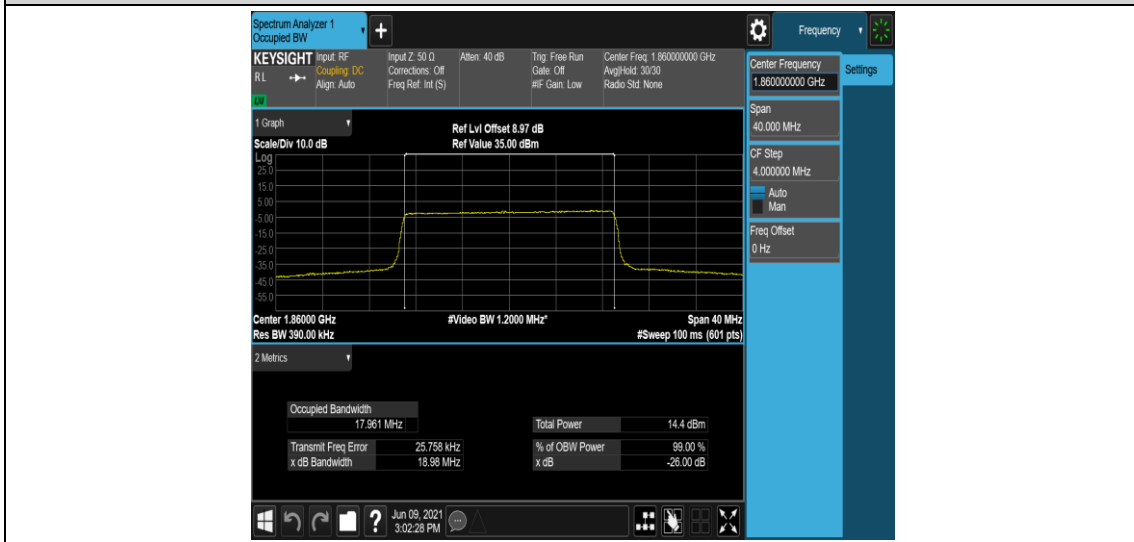 Spectrum Analyzer 1
Occupied BW
Frequency
KEYSIGHT
RL
LXI
Input: RF
Coupling: DC
Align: Auto
Input Z: 50 Ω
Corrections: Off
Freq Ref: Int (S)
Atten: 40 dB
Trig: Free Run
Gate: Off
#IF Gain: Low
Center Freq: 1.860000000 GHz
Avg|Hold: 30/30
Radio Std: None
Center Frequency
1.860000000 GHz
Settings
Span
40.000 MHz
CF Step
4.000000 MHz
Auto
Man
Freq Offset
0 Hz
1 Graph
Scale/Div 10.0 dB
Ref Lvl Offset 8.97 dB
Ref Value 35.00 dBm
Log
25.0
15.0
5.00
-5.00
-15.0
-25.0
-35.0
-45.0
-55.0
Center 1.86000 GHz
#Video BW 1.2000 MHz*
Span 40 MHz
Res BW 390.00 kHz
#Sweep 100 ms (601 pts)
2 Metrics
Occupied Bandwidth
17.961 MHz
Total Power 14.4 dBm
Transmit Freq Error 25.758 kHz
% of OBW Power 99.00 %
x dB Bandwidth 18.98 MHz
x dB -26.00 dB
?
Jun 09, 2021
3:02:28 PM